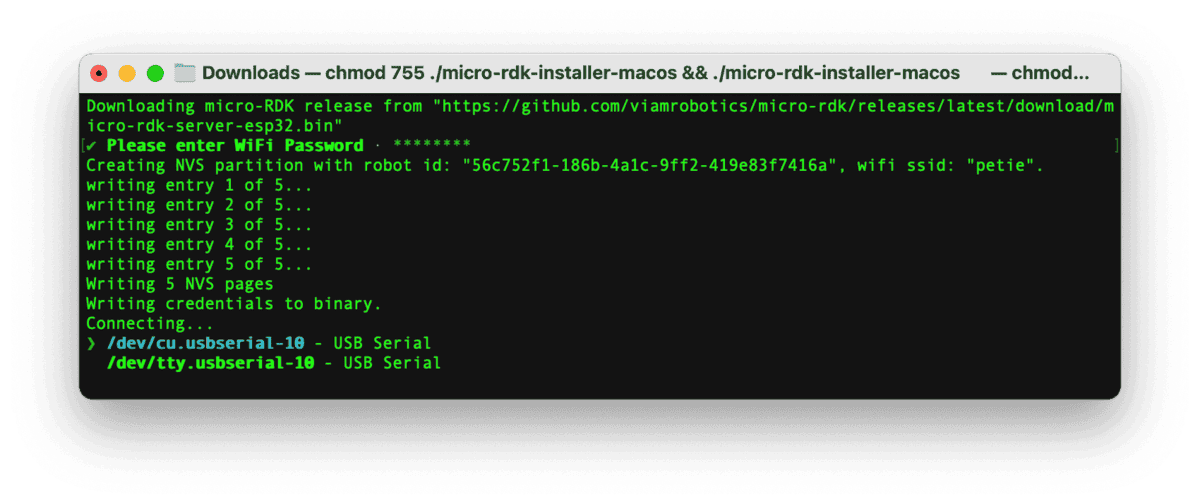 Downloads — chmod 755 ./micro-rdk-installer-macos && ./micro-rdk-installer-macos — chmod...
Downloading micro-RDK release from "https://github.com/viamrobotics/micro-rdk/releases/latest/download/m
icro-rdk-server-esp32.bin"
[✔ Please enter WiFi Password · ******** ]
Creating NVS partition with robot id: "56c752f1-186b-4a1c-9ff2-419e83f7416a", wifi ssid: "petie".
writing entry 1 of 5...
writing entry 2 of 5...
writing entry 3 of 5...
writing entry 4 of 5...
writing entry 5 of 5...
Writing 5 NVS pages
Writing credentials to binary.
Connecting...
❯ /dev/cu.usbserial-10 - USB Serial
/dev/tty.usbserial-10 - USB Serial